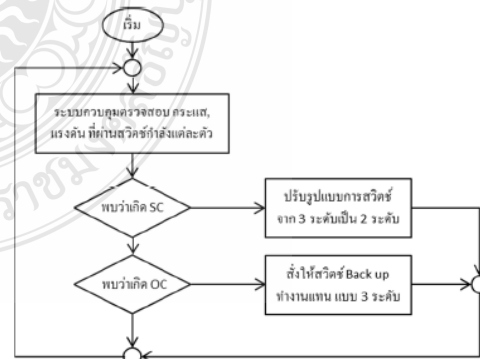 เริ่ม
ระบบควบคุมตรวจสอบ กระแส,
แรงดัน ที่ผ่านสวิตช์กำลังแต่ละตัว
พบว่าเกิด SC
ปรับรูปแบบการสวิตช์
จาก 3 ระดับเป็น 2 ระดับ
พบว่าเกิด OC
สั่งให้สวิตช์ Back up
ทำงานแทน แบบ 3 ระดับ